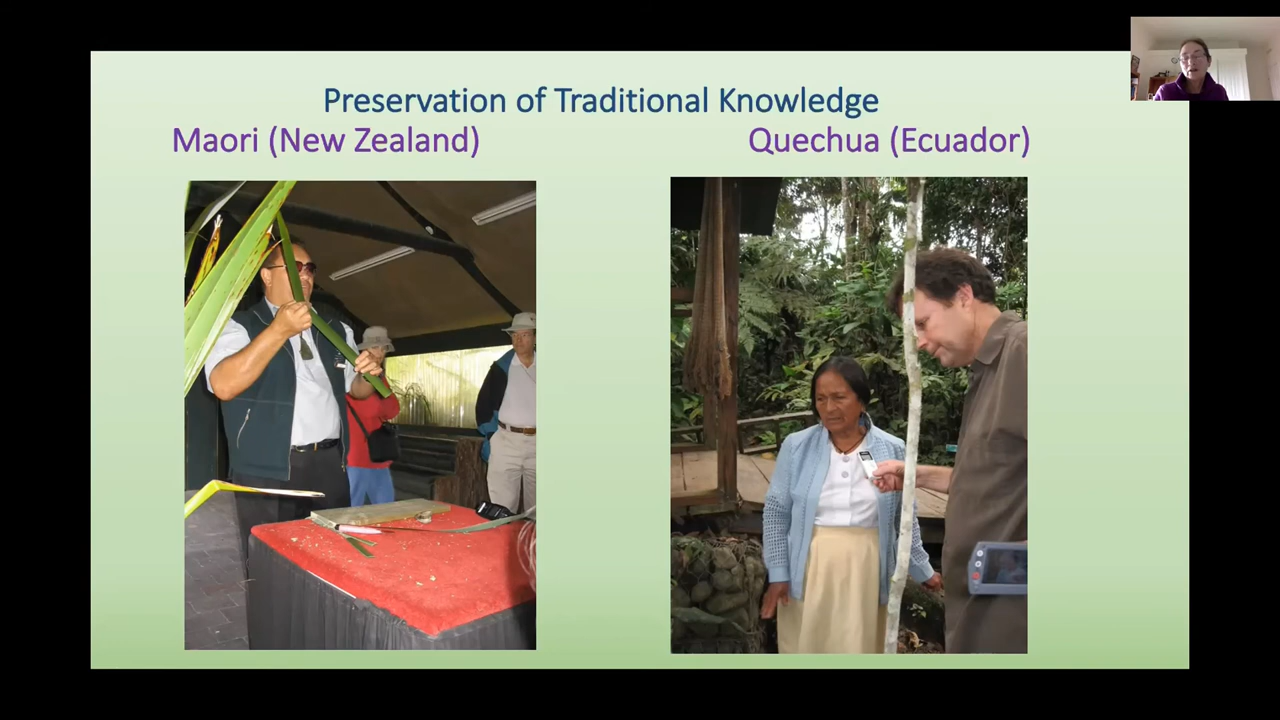 Preservation of Traditional Knowledge
Maori (New Zealand)
Quechua (Ecuador)